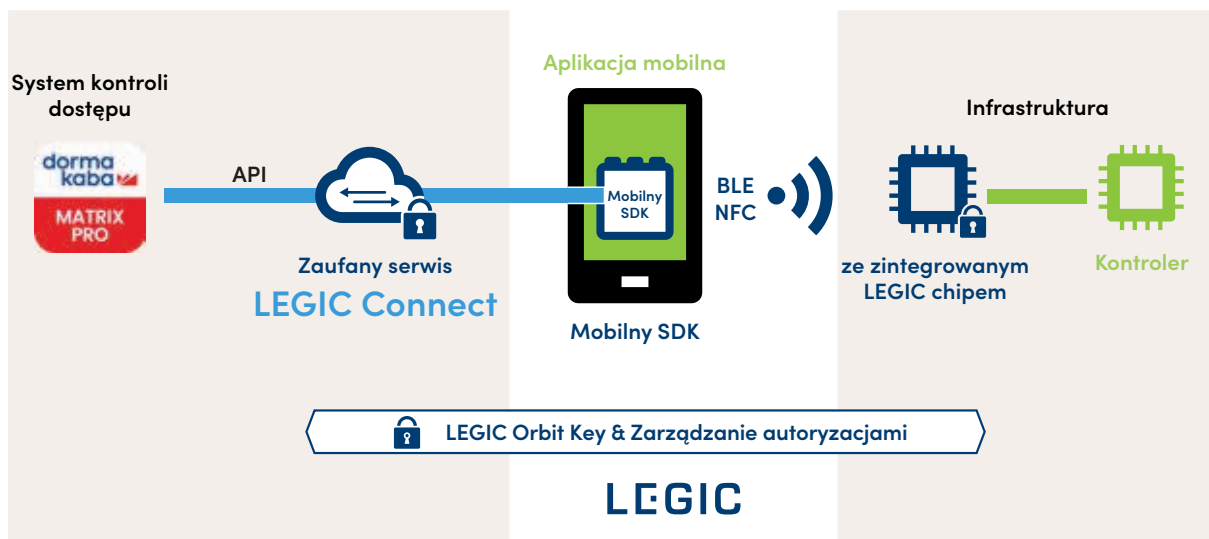 System kontroli
dostępu
dorma
kaba
MATRIX
PRO
API
Zaufany serwis
LEGIC Connect
Aplikacja mobilna
Mobilny
SDK
Mobilny SDK
BLE
NFC
Infrastruktura
ze zintegrowanym
LEGIC chipem
Kontroler
LEGIC Orbit Key & Zarządzanie autoryzacjami
LEGIC